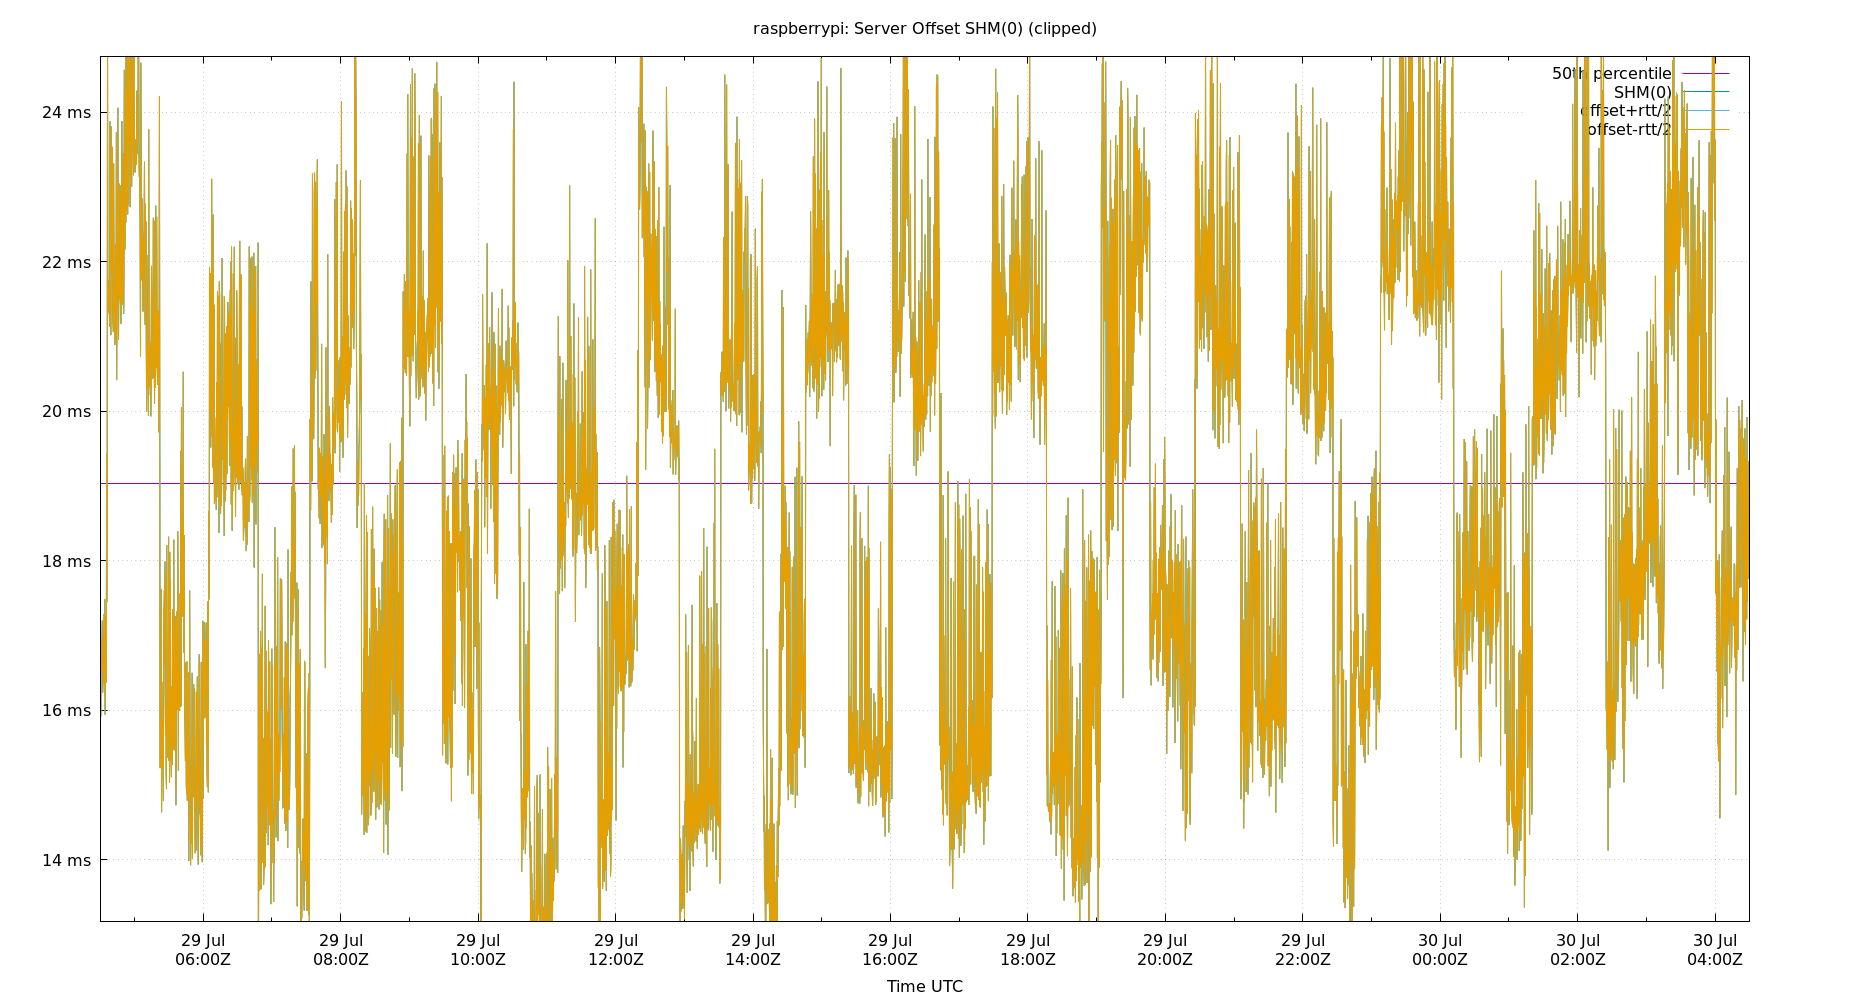 raspberrypi: Server Offset SHM(0) (clipped)
50th percentile
SHM(0)
offset+rtt/2
offset-rtt/2
24 ms
22 ms
20 ms
18 ms
16 ms
14 ms
29 Jul 29 Jul 29 Jul 29 Jul 29 Jul 29 Jul 29 Jul 29 Jul 29 Jul 30 Jul 30 Jul 30 Jul
06:00Z 08:00Z 10:00Z 12:00Z 14:00Z 16:00Z 18:00Z 20:00Z 22:00Z 00:00Z 02:00Z 04:00Z
Time UTC